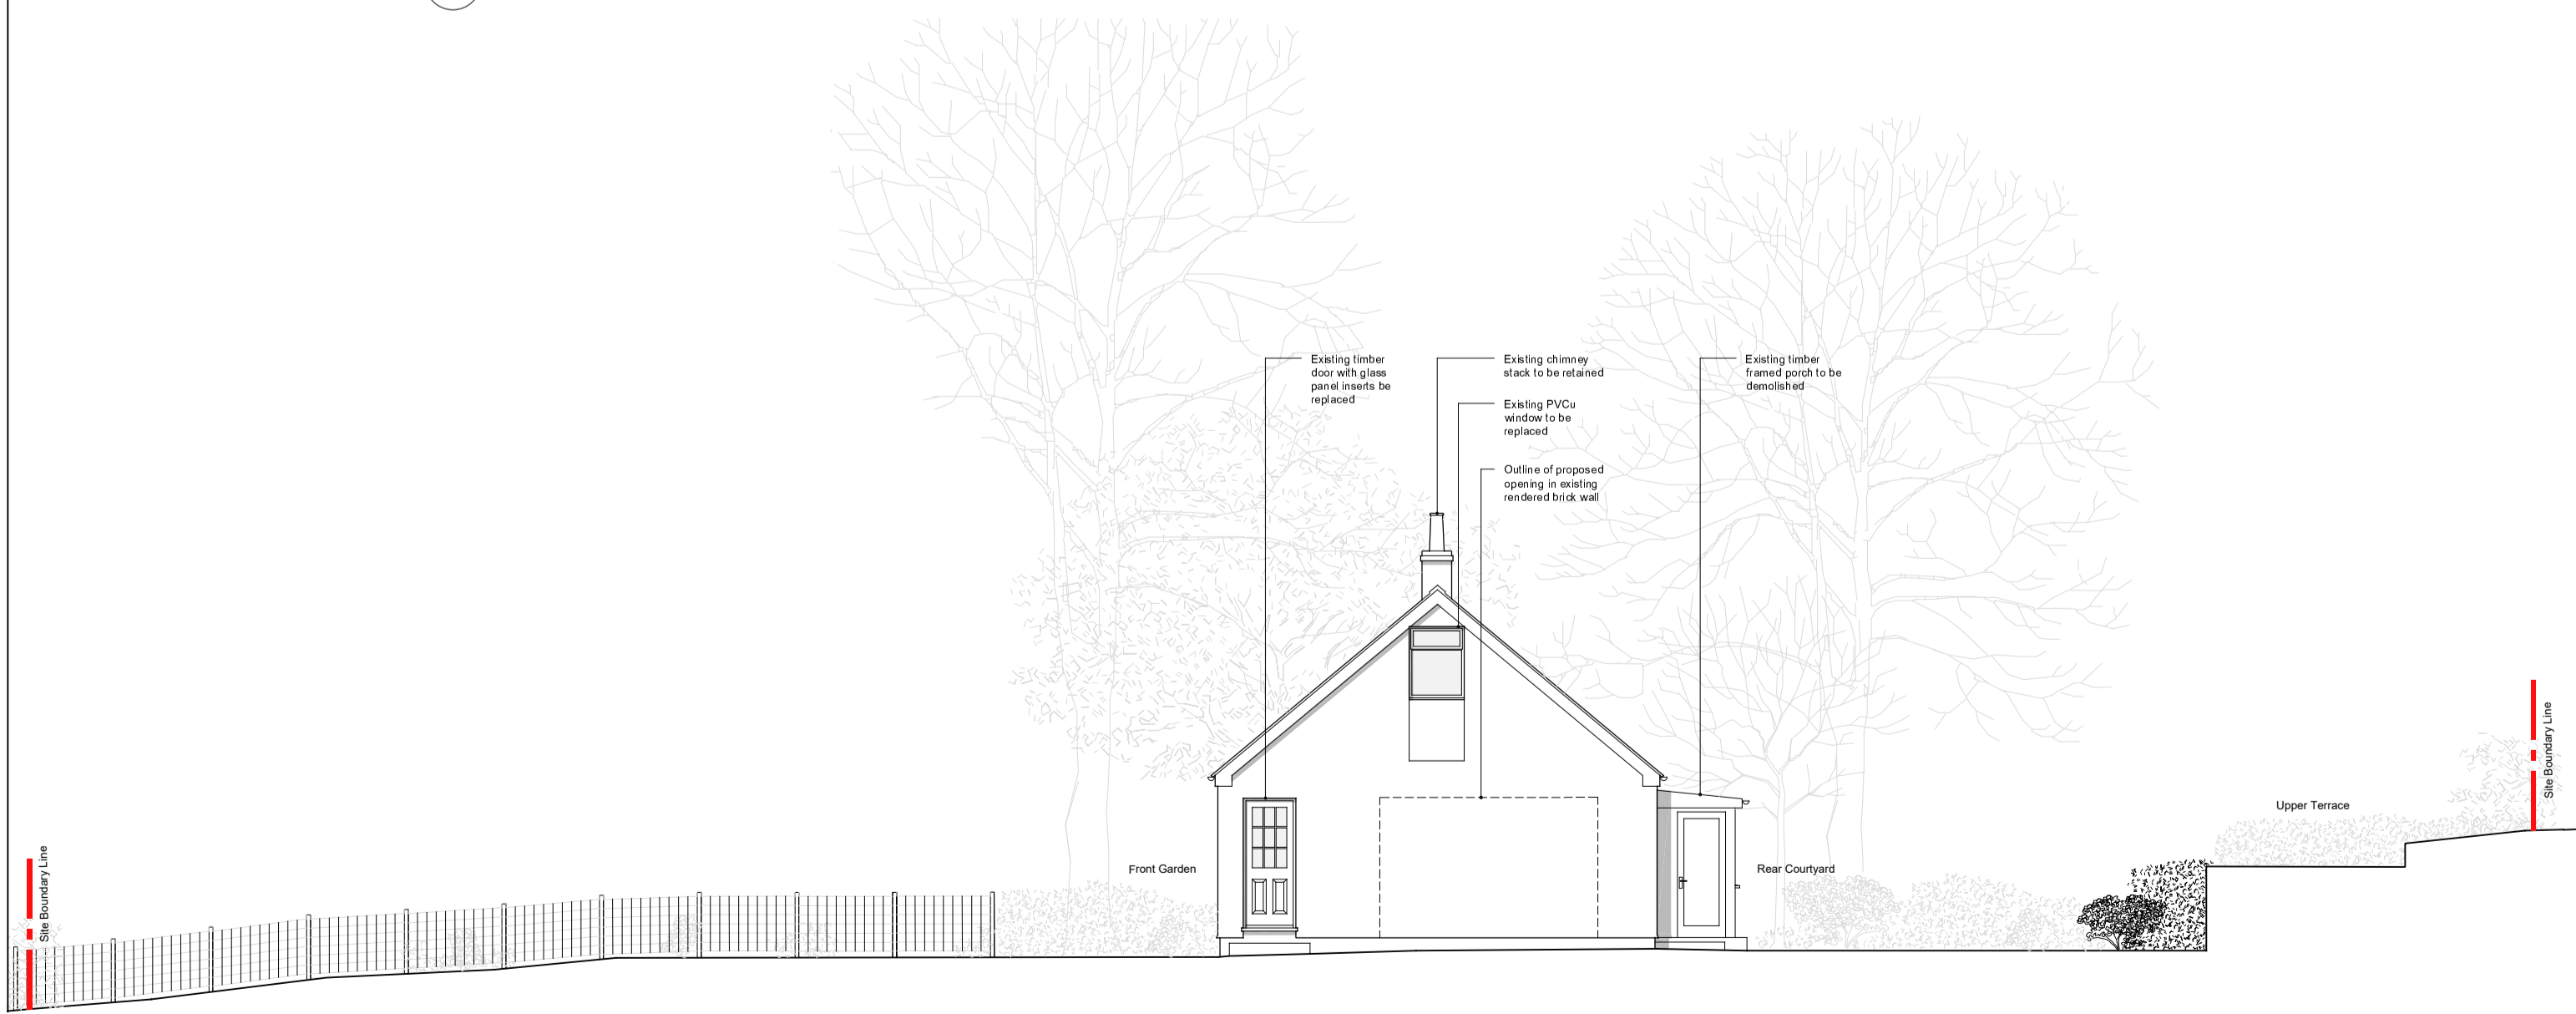 Existing timber
door with glass
panel inserts be
replaced
Existing chimney
stack to be retained
Existing timber
framed porch to be
demolished
Existing PVCu
window to be
replaced
Outline of proposed
opening in existing
rendered brick wall
Site Boundary Line
Upper Terrace
Front Garden
Rear Courtyard
Site Boundary Line